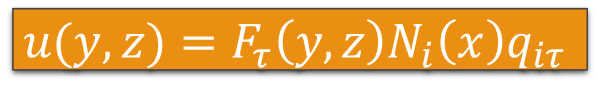 u(y, z) = F_τ(y, z)N_i(x)q_{iτ}